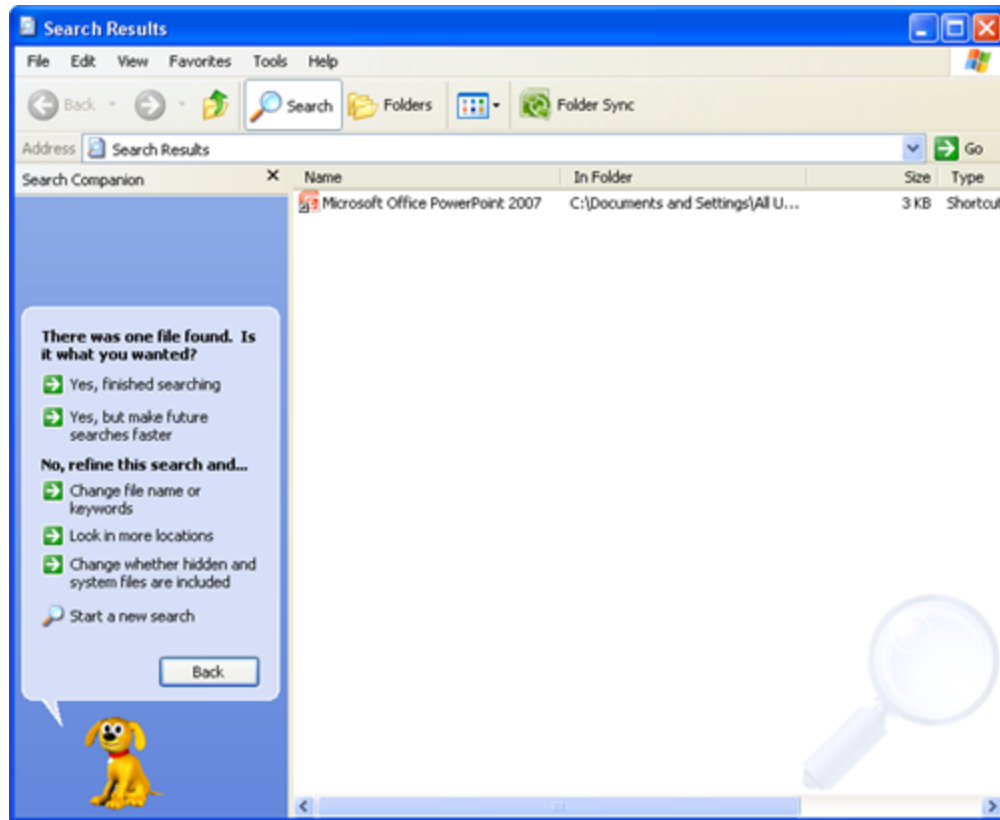 Search Results
File Edit View Favorites Tools Help
Back Search Folders Folder Sync
Address Search Results Go
Search Companion Name In Folder Size Type
Microsoft Office PowerPoint 2007 C:\Documents and Settings\All U... 3 KB Shortcut
There was one file found. Is
it what you wanted?
Yes, finished searching
Yes, but make future
searches faster
No, refine this search and...
Change file name or
keywords
Look in more locations
Change whether hidden and
system files are included
Start a new search
Back